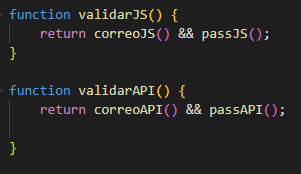 function validarJS() {
    return correoJS() && passJS();
}
function validarAPI() {
    return correoAPI() && passAPI();
}